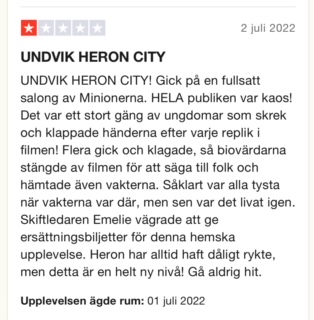 2 juli 2022
UNDVIK HERON CITY
UNDVIK HERON CITY! Gick på en fullsatt
salong av Minionerna. HELA publiken var kaos!
Det var ett stort gäng av ungdomar som skrek
och klappade händerna efter varje replik i
filmen! Flera gick och klagade, så biovärdarna
stängde av filmen för att säga till folk och
hämtade även vakterna. Såklart var alla tysta
när vakterna var där, men sen var det livat igen.
Skiftledaren Emelie vägrade att ge
ersättningsbiljetter för denna hemska
upplevelse. Heron har alltid haft dåligt rykte,
men detta är en helt ny nivå! Gå aldrig hit.
Upplevelsen ägde rum: 01 juli 2022